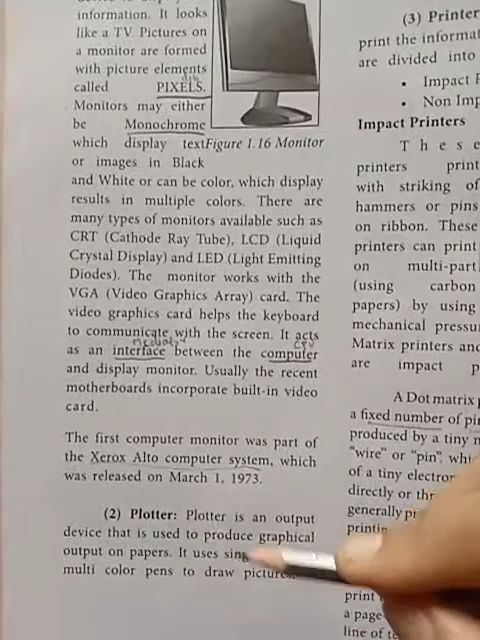 information. It looks
like a TV. Pictures on
a monitor are formed
with picture elements
called PIXELS.
Monitors may either
be Monochrome
which display text
or images in Black
Figure 1.16 Monitor
and White or can be color, which display
results in multiple colors. There are
many types of monitors available such as
CRT (Cathode Ray Tube), LCD (Liquid
Crystal Display) and LED (Light Emitting
Diodes). The monitor works with the
VGA (Video Graphics Array) card. The
video graphics card helps the keyboard
to communicate with the screen. It acts
as an interface between the computer
and display monitor. Usually the recent
motherboards incorporate built-in video
card.
The first computer monitor was part of
the Xerox Alto computer system, which
was released on March 1, 1973.
(2) Plotter: Plotter is an output
device that is used to produce graphical
output on papers. It uses
multi color pens to draw
(3)
print the
are divided into
• Impact
• Non
Impact Printers
These
printers print
with striking of
hammers or pins
on ribbon. These
printers can print
on multi-part
(using carbon
papers) by using
mechanical
Matrix printers
are impact
A Dot matrix
a fixed number of
produced by a tiny
"wire" or "pin",
of a tiny
directly or
generally
print
a page
line of